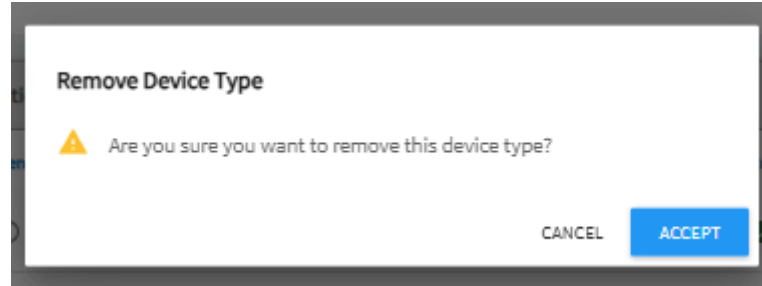 Remove Device Type
Are you sure you want to remove this device type?
CANCEL
ACCEPT